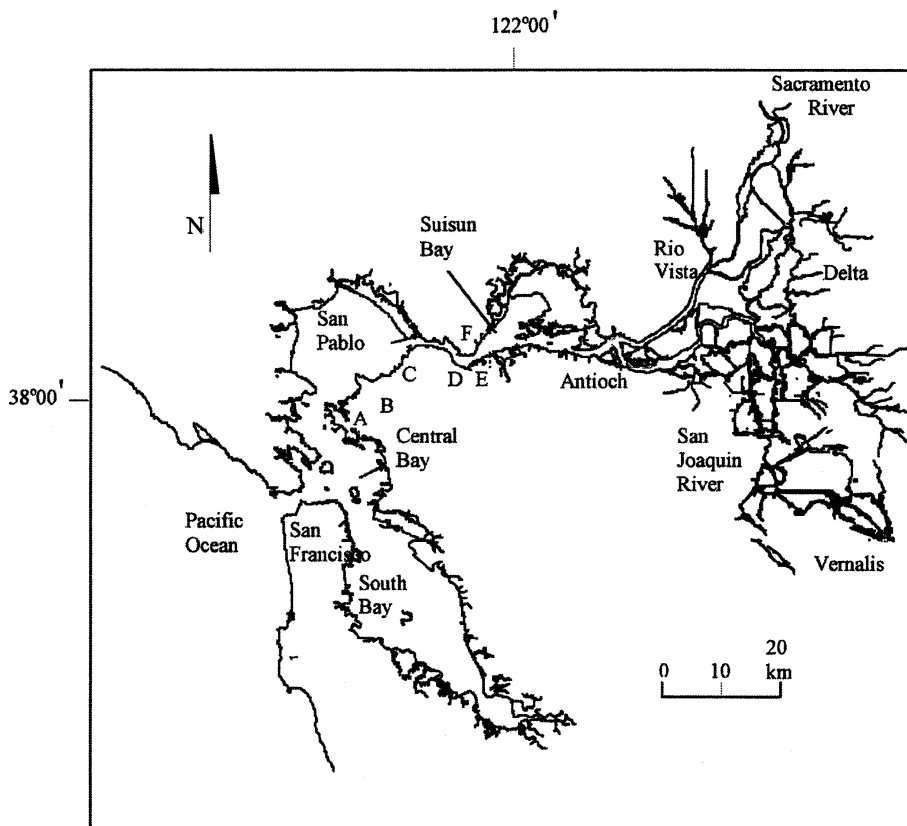 122°00'
Sacramento
River
N
Suisun
Bay
Rio
Vista
Delta
San
Pablo
F
C
D
E
Antioch
38°00'
B
A
Central
Bay
San
Joaquin
River
Pacific
Ocean
San
Francisco
South
Bay
Vernalis
20
0 10 km